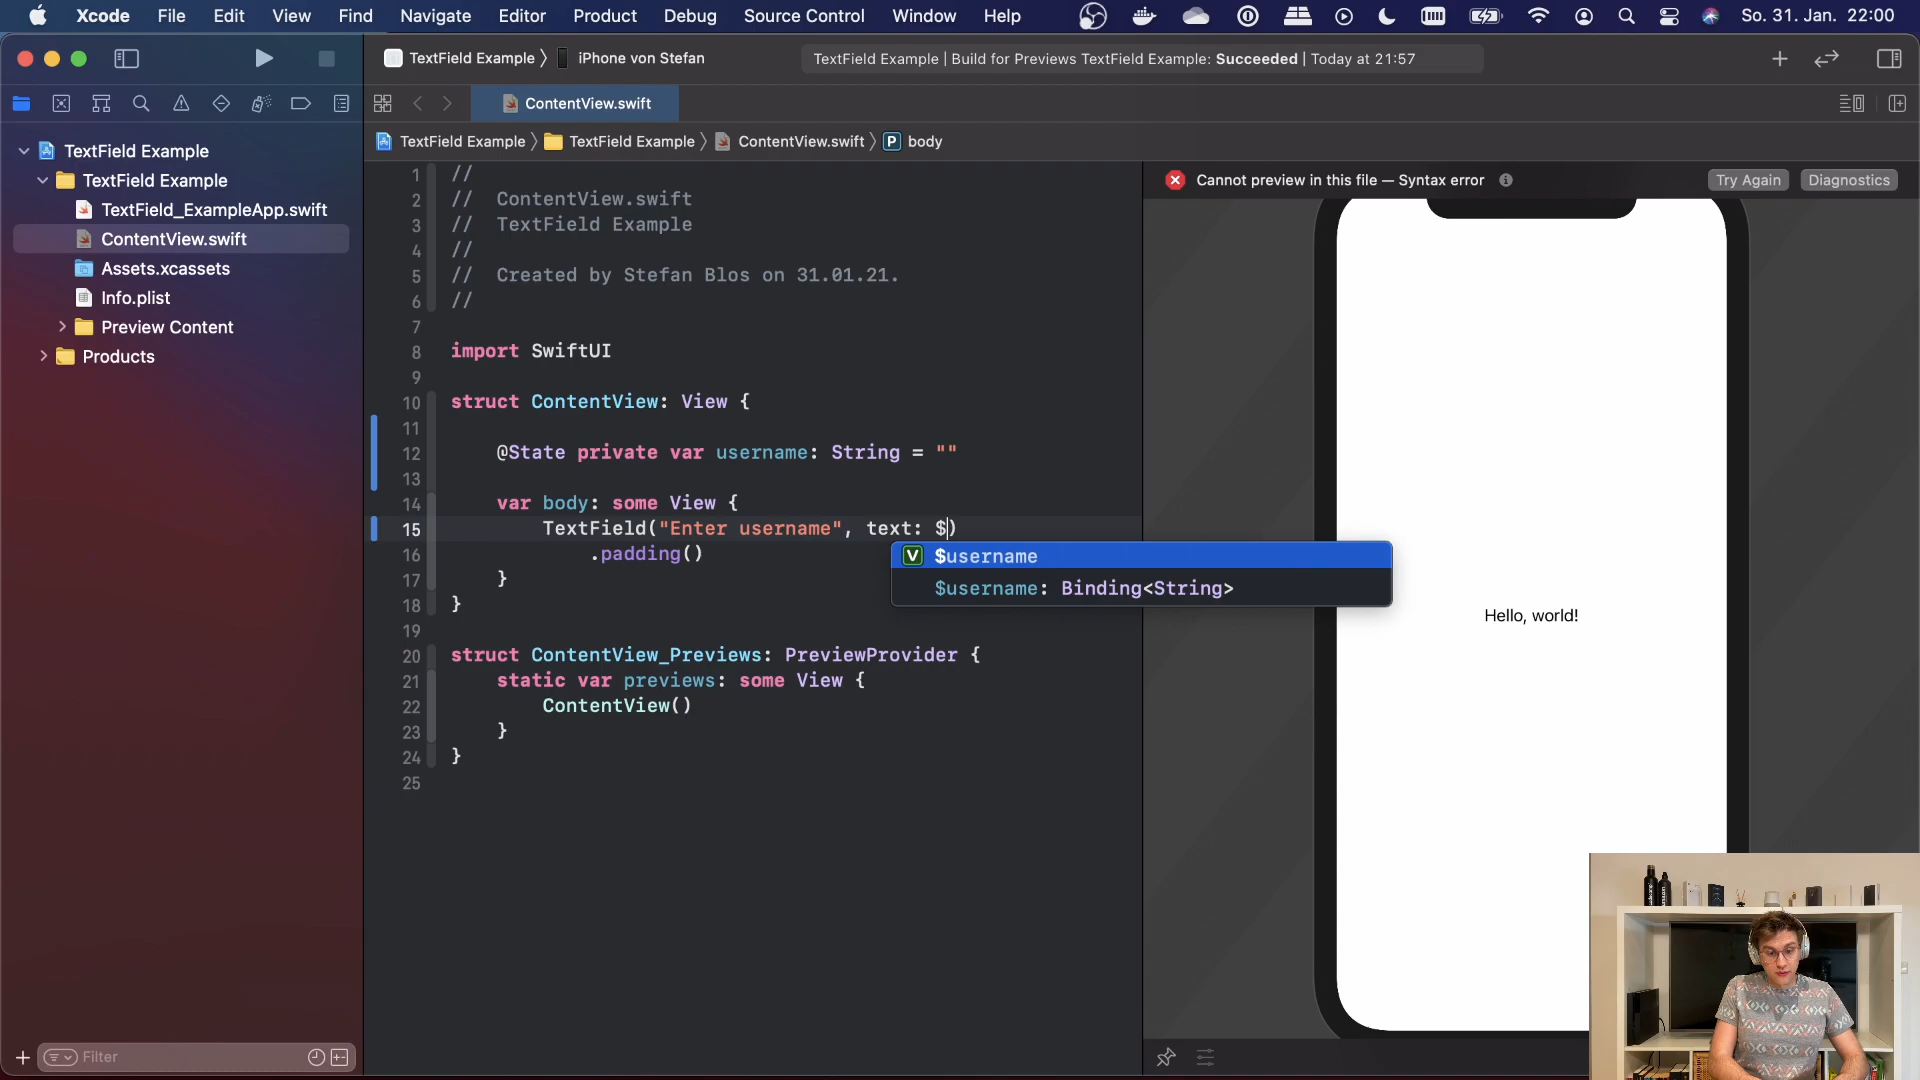 Xcode File Edit View Find Navigate Editor Product Debug Source Control Window Help So. 31. Jan. 22:00
TextField Example 〉 iPhone von Stefan
TextField Example | Build for Previews TextField Example: Succeeded | Today at 21:57
ContentView.swift
TextField Example 〉 TextField Example 〉 ContentView.swift 〉 P body
TextField Example
TextField Example
TextField_ExampleApp.swift
ContentView.swift
Assets.xcassets
Info.plist
Preview Content
Products
Filter
1 //
2 //  ContentView.swift
3 //  TextField Example
4 //
5 //  Created by Stefan Blos on 31.01.21.
6 //
7
8 import SwiftUI
9
10 struct ContentView: View {
11
12     @State private var username: String = ""
13
14     var body: some View {
15         TextField("Enter username", text: $)
16             .padding()
17     }
18 }
19
20 struct ContentView_Previews: PreviewProvider {
21     static var previews: some View {
22         ContentView()
23     }
24 }
25
V $username
$username: Binding<String>
Cannot preview in this file — Syntax error
Try Again
Diagnostics
Hello, world!